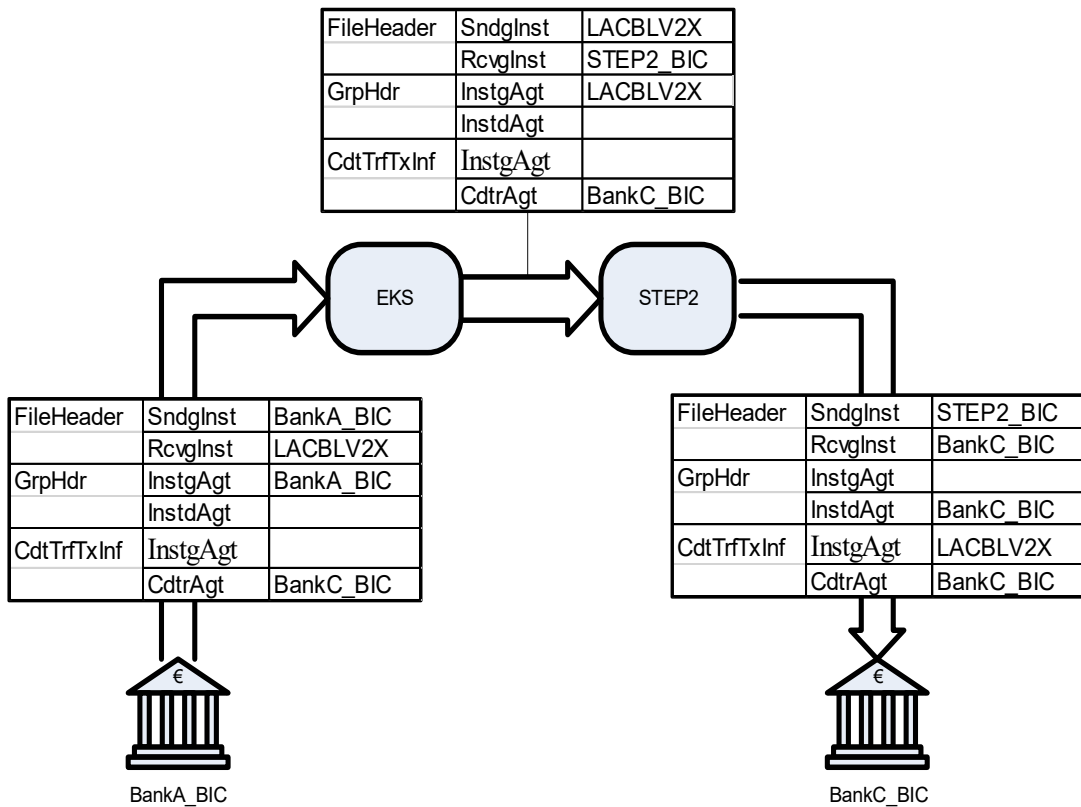 FileHeader SndgInst LACBLV2X
RcvgInst STEP2_BIC
GrpHdr InstgAgt LACBLV2X
InstdAgt
CdtTrfTxInf InstgAgt
CdtrAgt BankC_BIC
EKS
STEP2
FileHeader SndgInst BankA_BIC
RcvgInst LACBLV2X
GrpHdr InstgAgt BankA_BIC
InstdAgt
CdtTrfTxInf InstgAgt
CdtrAgt BankC_BIC
FileHeader SndgInst STEP2_BIC
RcvgInst BankC_BIC
GrpHdr InstgAgt
InstdAgt BankC_BIC
CdtTrfTxInf InstgAgt LACBLV2X
CdtrAgt BankC_BIC
€
€
BankA_BIC
BankC_BIC